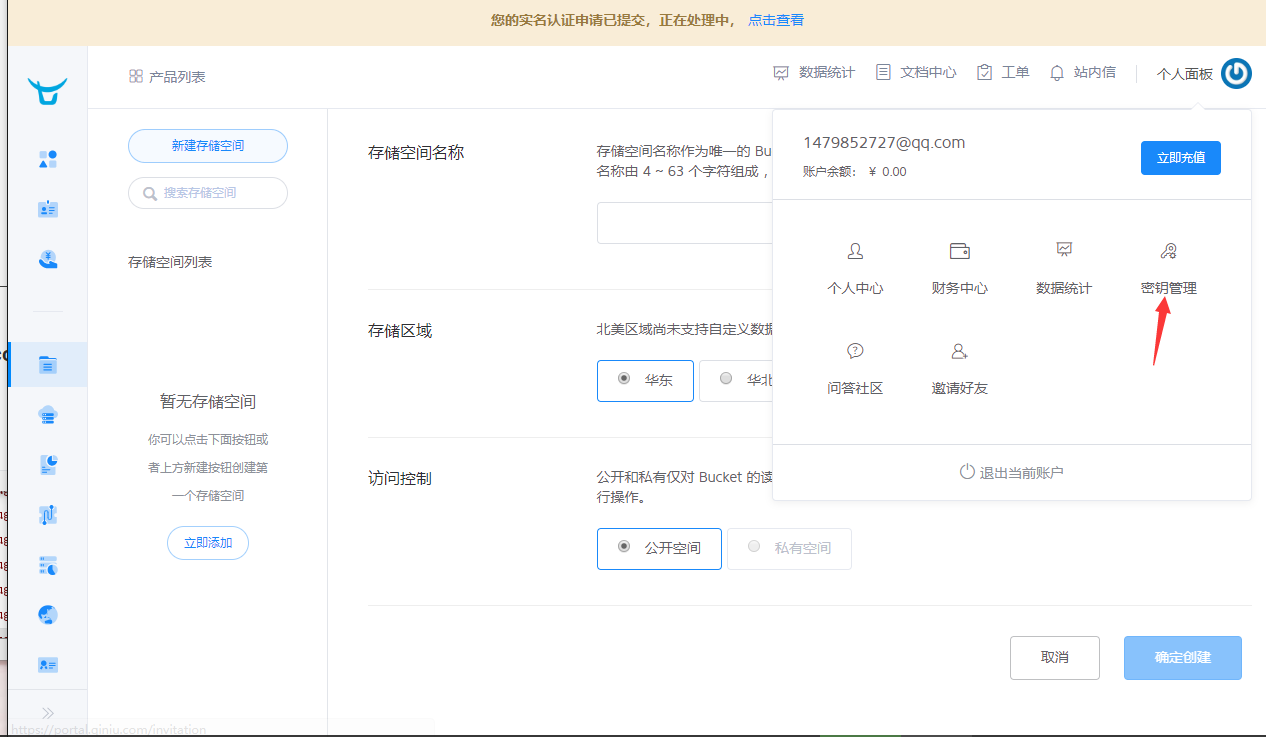 您的实名认证申请已提交，正在处理中， 点击查看
产品列表
数据统计
文档中心
工单
站内信
个人面板
新建存储空间
搜索存储空间
存储空间列表
暂无存储空间
你可以点击下面按钮或
者上方新建按钮创建第
一个存储空间
立即添加
存储空间名称
存储空间名称作为唯一的 Bu
名称由 4 ~ 63 个字符组成，
存储区域
北美区域尚未支持自定义数据
华东
华北
访问控制
公开和私有仅对 Bucket 的读
行操作。
公开空间
私有空间
取消
确定创建
1479852727@qq.com
账户余额： ¥ 0.00
立即充值
个人中心
财务中心
数据统计
密钥管理
问答社区
邀请好友
退出当前账户
https://portal.qiniu.com/invitation